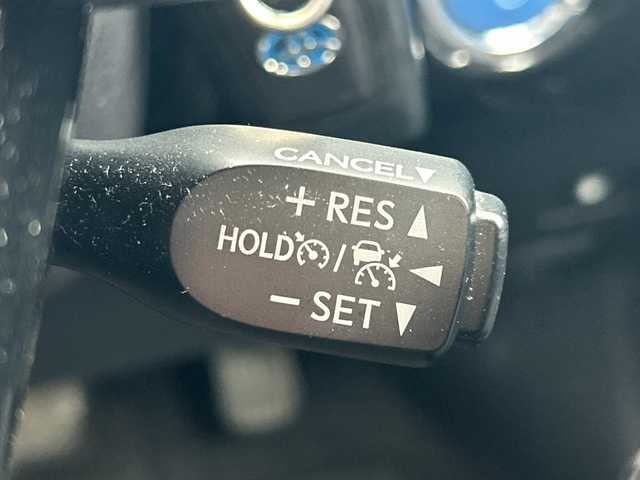 CANCEL▼
+ RES ▲
HOLD / ◀
− SET ▼